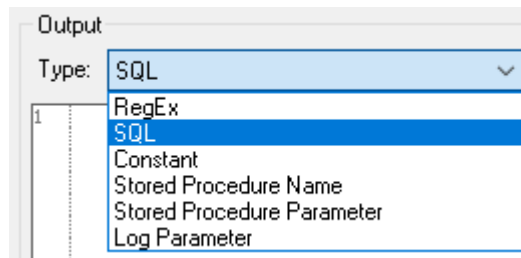 Output
Type: SQL
1
RegEx
SQL
Constant
Stored Procedure Name
Stored Procedure Parameter
Log Parameter